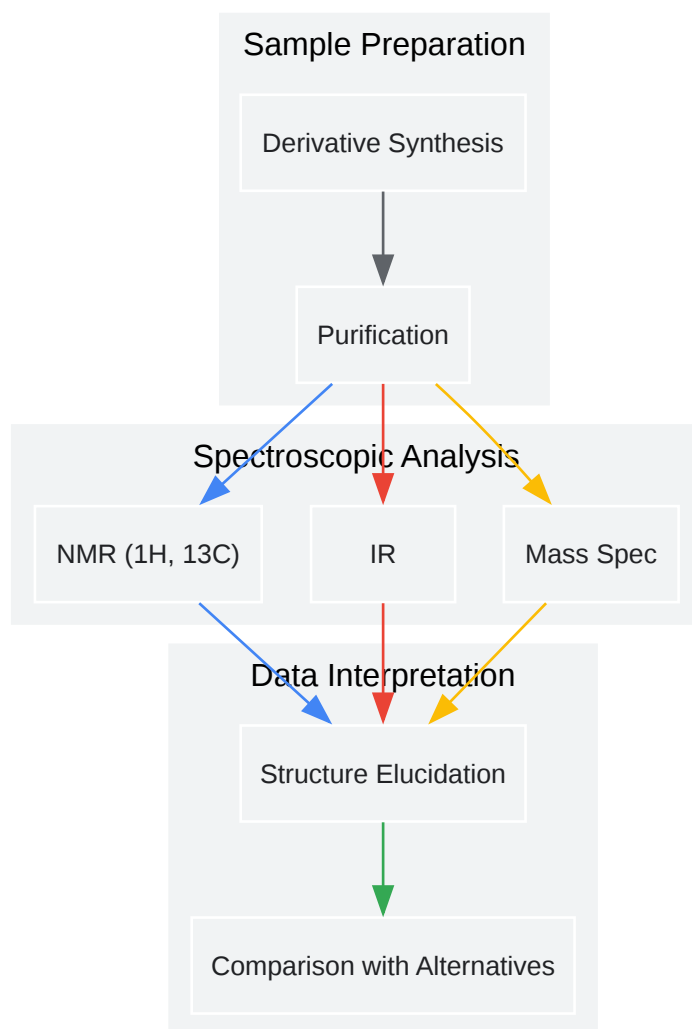 Sample Preparation
Derivative Synthesis
Purification
Spectroscopic Analysis
NMR (1H, 13C)
IR
Mass Spec
Data Interpretation
Structure Elucidation
Comparison with Alternatives